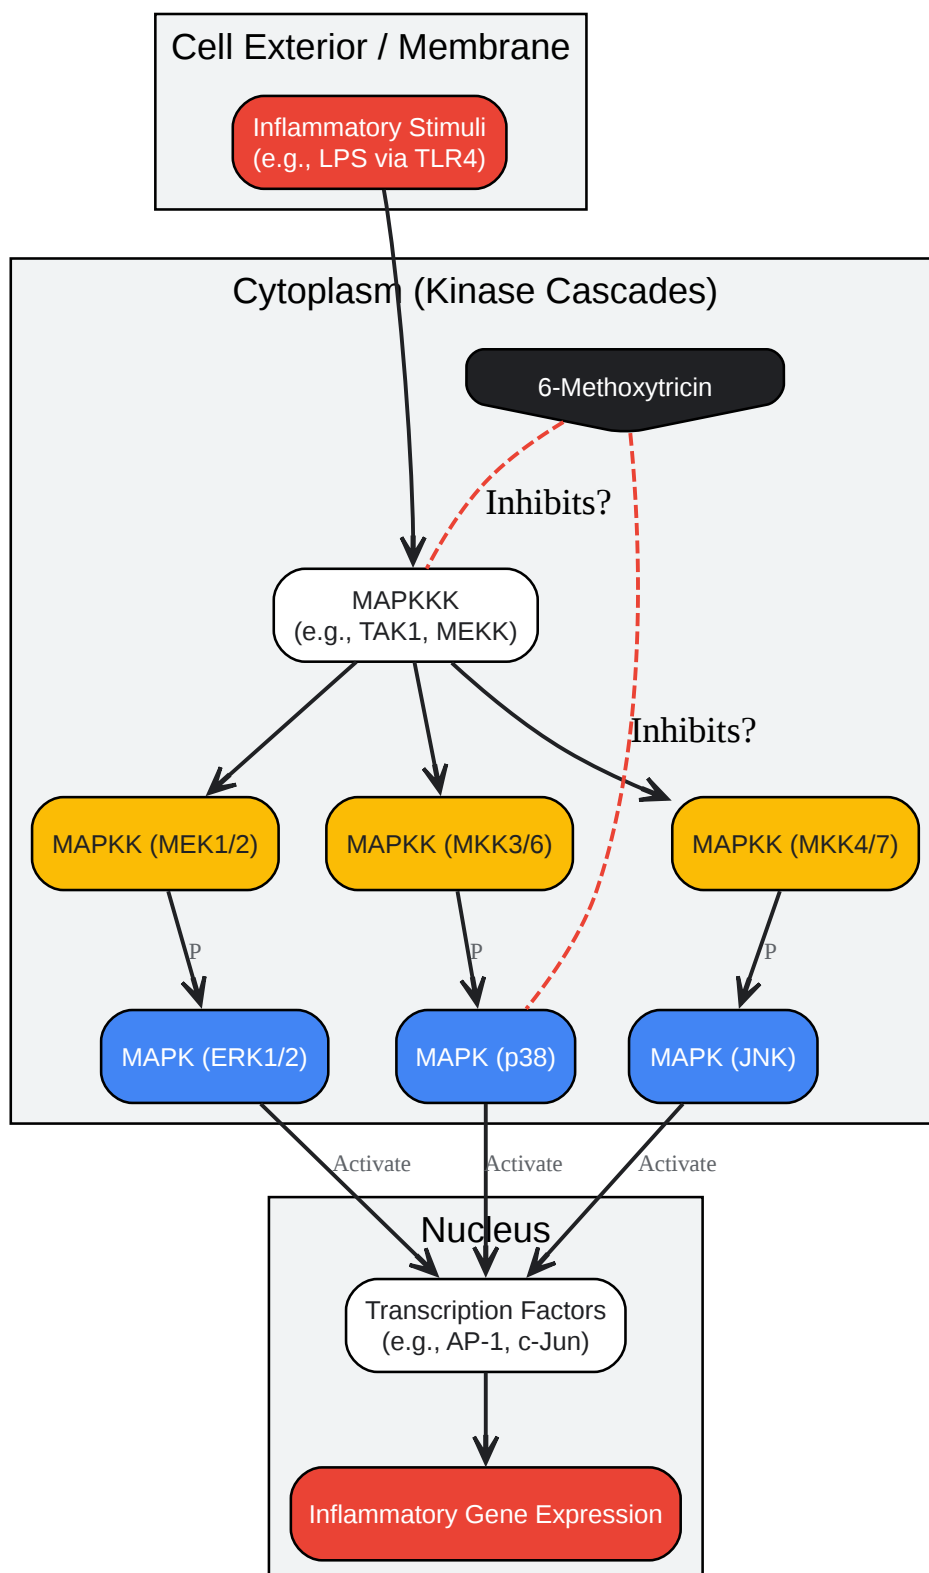 Cell Exterior / Membrane
Inflammatory Stimuli
(e.g., LPS via TLR4)
Cytoplasm (Kinase Cascades)
6-Methoxytricin
Inhibits?
MAPKKK
(e.g., TAK1, MEKK)
Inhibits?
MAPKK (MEK1/2)
MAPKK (MKK3/6)
MAPKK (MKK4/7)
P
P
P
MAPK (ERK1/2)
MAPK (p38)
MAPK (JNK)
Activate
Activate
Activate
Nucleus
Transcription Factors
(e.g., AP-1, c-Jun)
Inflammatory Gene Expression